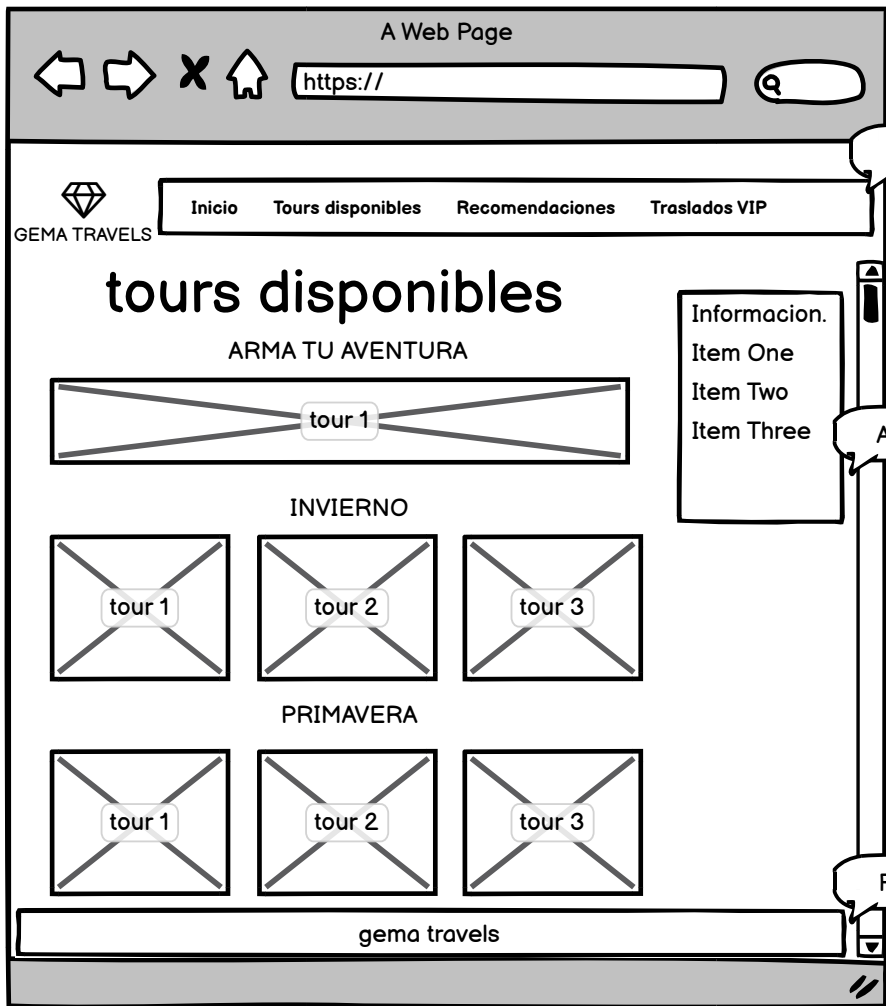 A Web Page
https://
GEMA TRAVELS
Inicio Tours disponibles Recomendaciones Traslados VIP
tours disponibles
Informacion.
Item One
Item Two
Item Three
ARMA TU AVENTURA
tour 1
INVIERNO
tour 1 tour 2 tour 3
PRIMAVERA
tour 1 tour 2 tour 3
gema travels